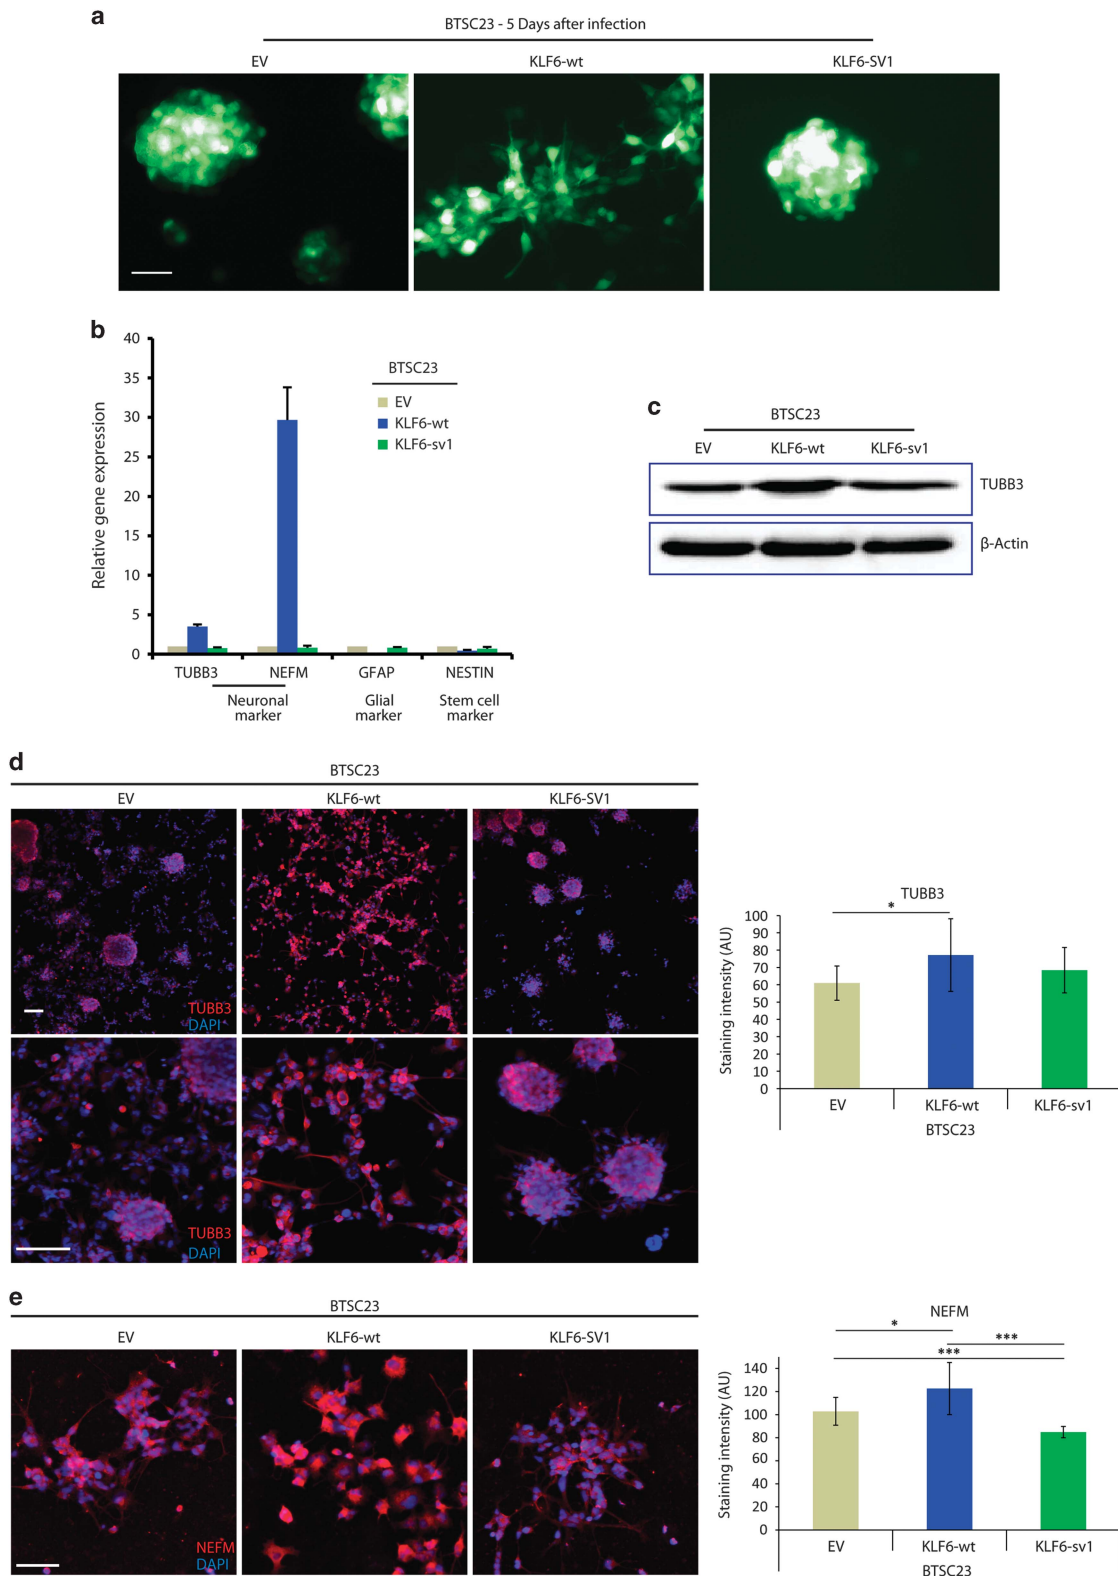 a
BTSC23 - 5 Days after infection
EV KLF6-wt KLF6-SV1
b
40
35
30
25
20
15
10
5
0
Relative gene expression
BTSC23
EV
KLF6-wt
KLF6-sv1
TUBB3 NEFM GFAP NESTIN
Neuronal marker
Glial marker
Stem cell marker
c
BTSC23
EV KLF6-wt KLF6-sv1
TUBB3
β-Actin
d
BTSC23
EV KLF6-wt KLF6-SV1
TUBB3
DAPI
TUBB3
DAPI
TUBB3
*
100
90
80
70
60
50
40
30
20
10
0
Staining intensity (AU)
EV KLF6-wt KLF6-sv1
BTSC23
e
BTSC23
EV KLF6-wt KLF6-SV1
NEFM
DAPI
NEFM
*
***
***
140
120
100
80
60
40
20
0
Staining intensity (AU)
EV KLF6-wt KLF6-sv1
BTSC23